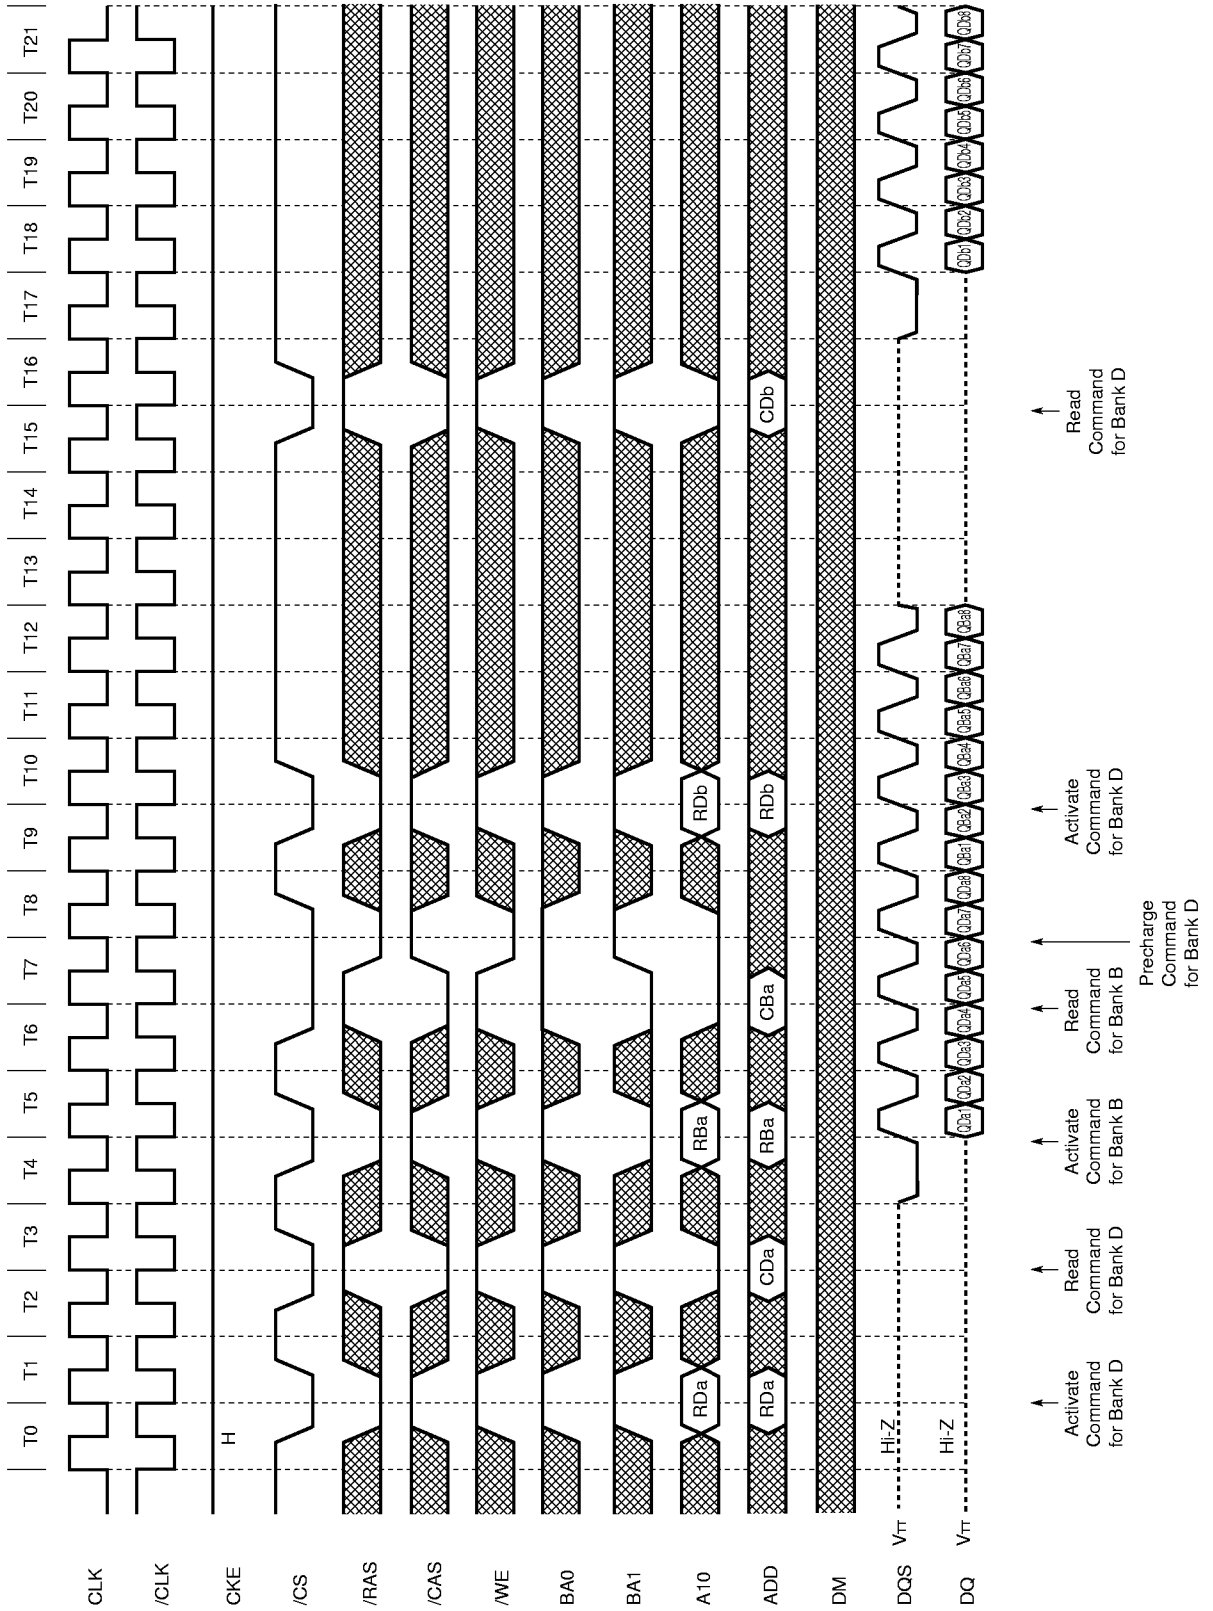 T0 T1 T2 T3 T4 T5 T6 T7 T8 T9 T10 T11 T12 T13 T14 T15 T16 T17 T18 T19 T20 T21
CLK
/CLK
CKE H
/CS
/RAS
/CAS
/WE
BA0
BA1
A10 RDa RBa RDb
ADD RDa CDa RBa CBa RDb CDb
DM
DQS VTT Hi-Z
DQ VTT Hi-Z QDa1 QDa2 QDa3 QDa4 QDa5 QDa6 QDa7 QDa8 QBa1 QBa2 QBa3 QBa4 QBa5 QBa6 QBa7 QBa8 QDb1 QDb2 QDb3 QDb4 QDb5 QDb6 QDb7 QDb8
Activate
Command
for Bank D
Read
Command
for Bank D
Activate
Command
for Bank B
Read
Command
for Bank B
Precharge
Command
for Bank D
Activate
Command
for Bank D
Read
Command
for Bank D